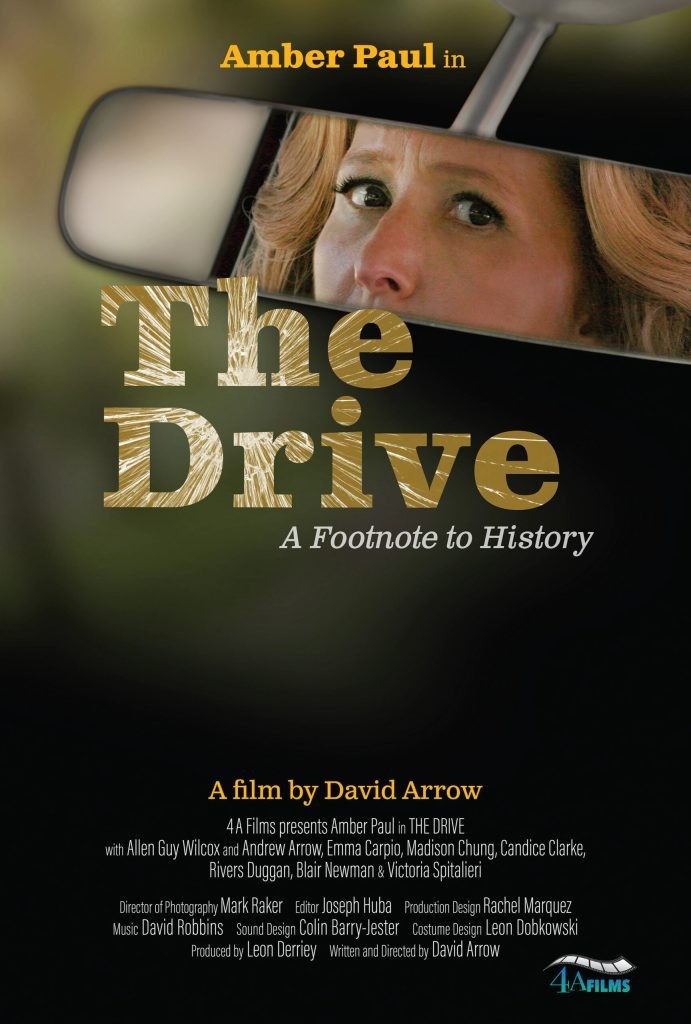 Amber Paul in
The
Drive
A Footnote to History
A film by David Arrow
4A Films presents Amber Paul in THE DRIVE
with Allen Guy Wilcox and Andrew Arrow, Emma Carpio, Madison Chung, Candice Clarke,
Rivers Duggan, Blair Newman & Victoria Spitalieri
Director of Photography Mark Raker Editor Joseph Huba Production Design Rachel Marquez
Music David Robbins Sound Design Colin Barry-Jester Costume Design Leon Dobkowski
Produced by Leon Derriey Written and Directed by David Arrow
4A FILMS